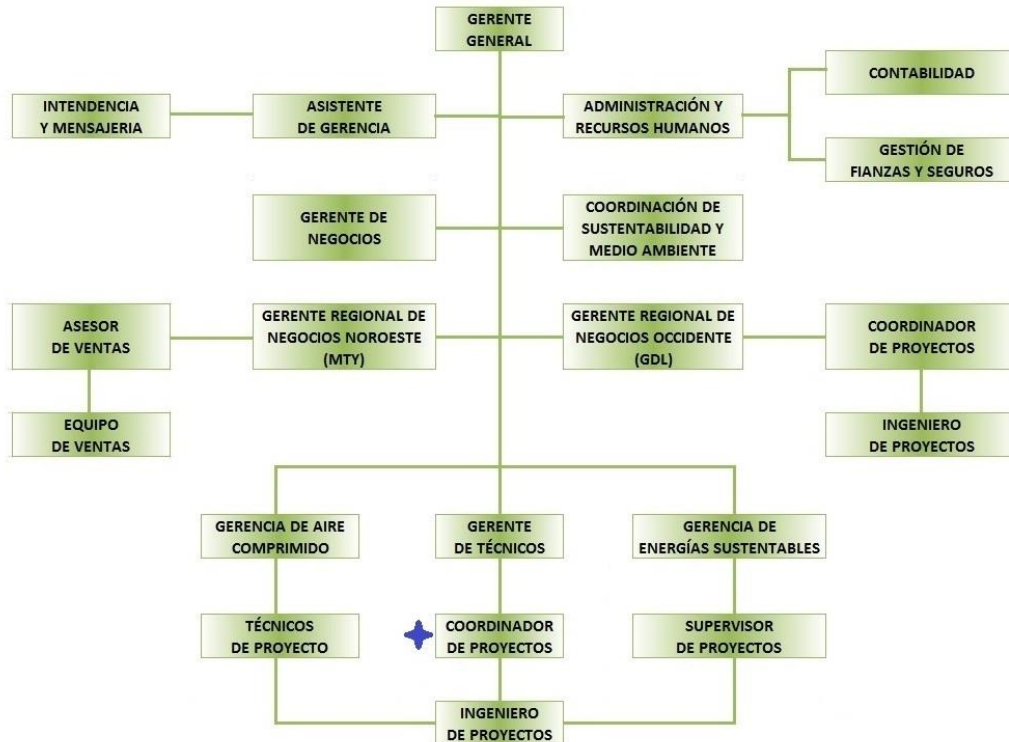 GERENTE
GENERAL
CONTABILIDAD
INTENDENCIA
Y MENSAJERIA
ASISTENTE
DE GERENCIA
ADMINISTRACIÓN Y
RECURSOS HUMANOS
GESTIÓN DE
FIANZAS Y SEGUROS
GERENTE DE
NEGOCIOS
COORDINACIÓN DE
SUSTENTABILIDAD Y
MEDIO AMBIENTE
ASESOR
DE VENTAS
GERENTE REGIONAL DE
NEGOCIOS NOROESTE
(MTY)
GERENTE REGIONAL DE
NEGOCIOS OCCIDENTE
(GDL)
COORDINADOR
DE PROYECTOS
EQUIPO
DE VENTAS
INGENIERO
DE PROYECTOS
GERENCIA DE AIRE
COMPRIMIDO
GERENTE
DE TÉCNICOS
GERENCIA DE
ENERGÍAS SUSTENTABLES
TÉCNICOS
DE PROYECTO
COORDINADOR
DE PROYECTOS
SUPERVISOR
DE PROYECTOS
INGENIERO
DE PROYECTOS